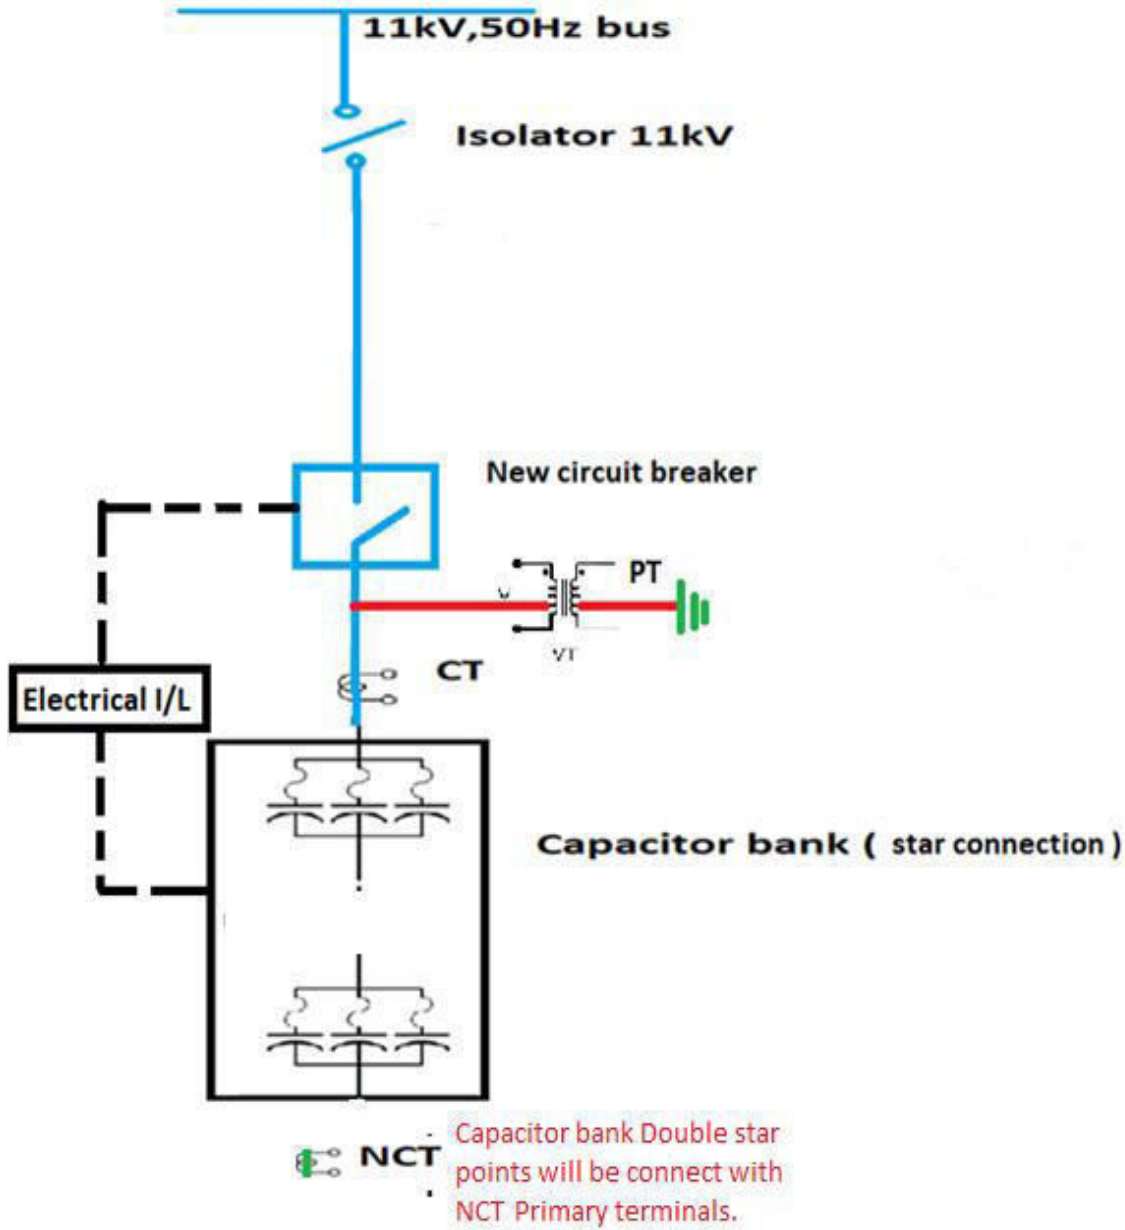 11kV,50Hz bus
Isolator 11kV
New circuit breaker
PT
V
VT
CT
Electrical I/L
Capacitor bank ( star connection )
NCT
Capacitor bank Double star
points will be connect with
NCT Primary terminals.